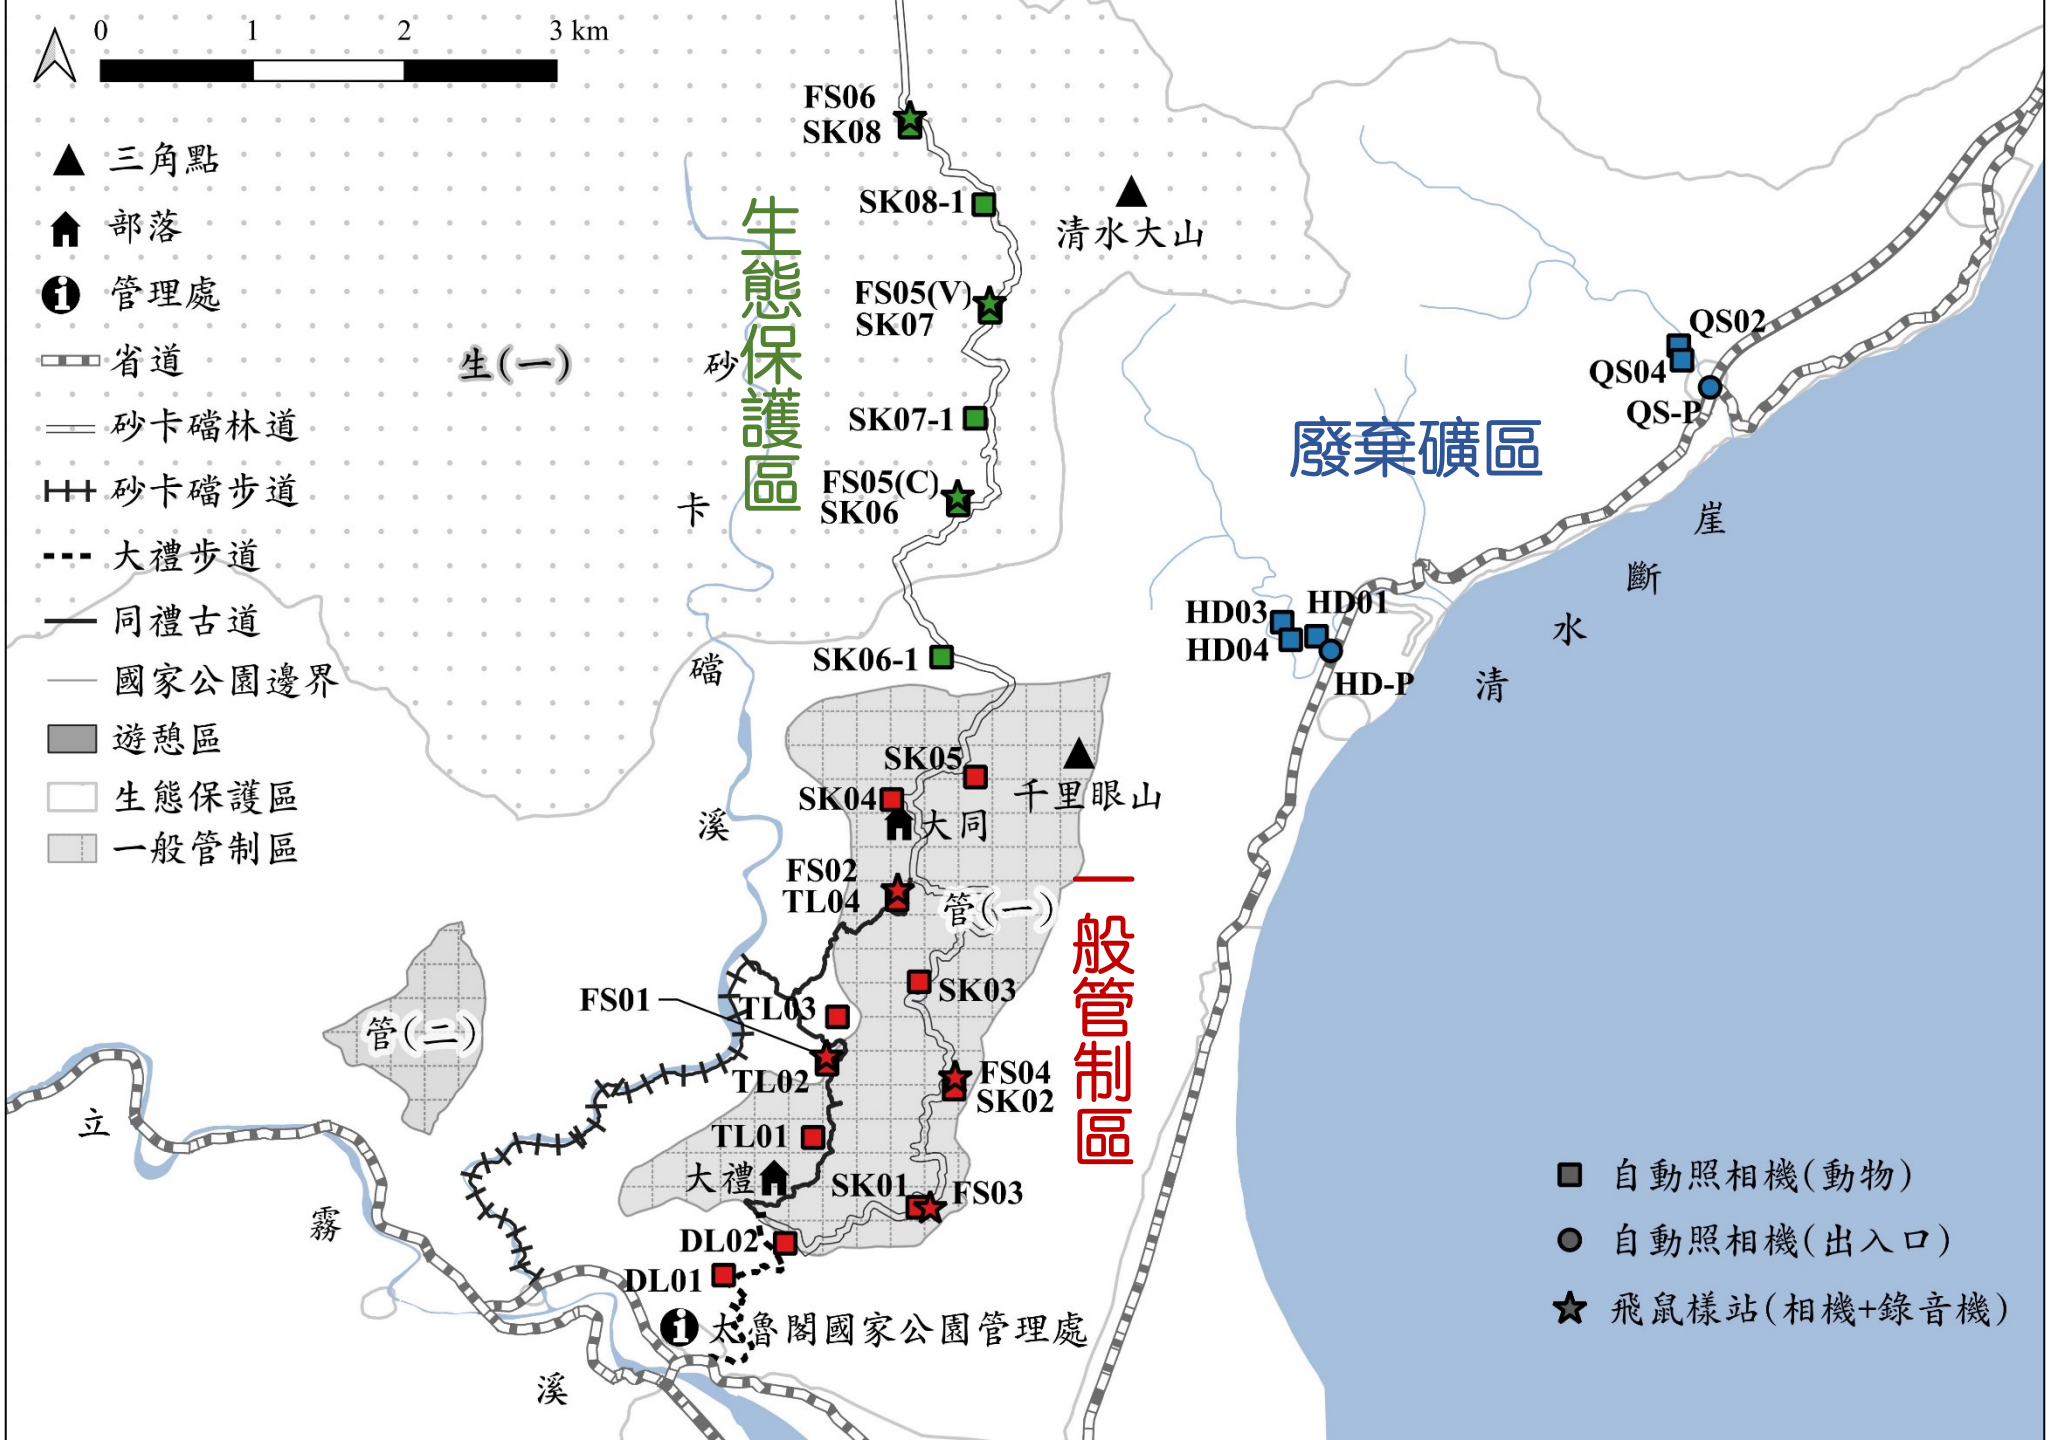 0 1 2 3 km
三角點
部落
管理處
省道
砂卡礑林道
砂卡礑步道
大禮步道
同禮古道
國家公園邊界
遊憩區
生態保護區
一般管制區
FS06
SK08
SK08-1
清水大山
生態保護區
FS05(V)
SK07
生(一)
SK07-1
FS05(C)
SK06
SK06-1
砂卡礑溪
QS02
QS04
QS-P
廢棄礦區
HD03
HD01
HD04
HD-P
清水斷崖
SK05
SK04
千里眼山
大同
FS02
TL04
管(一)
一般管制區
SK03
FS01
TL03
管(二)
TL02
FS04
SK02
TL01
大禮
SK01
FS03
DL02
DL01
太魯閣國家公園管理處
立霧溪
自動照相機(動物)
自動照相機(出入口)
飛鼠樣站(相機+錄音機)